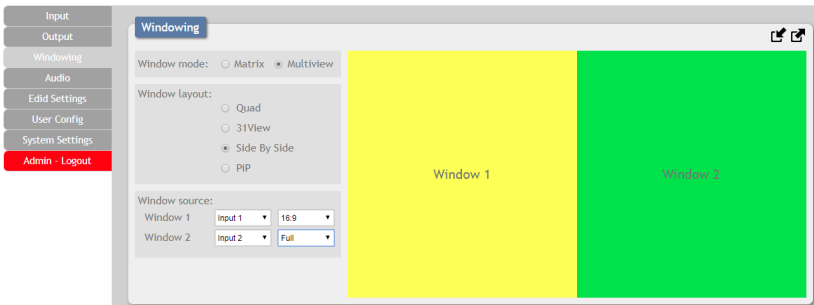 Input
Output
Windowing
Audio
Edid Settings
User Config
System Settings
Admin - Logout
Windowing
Window mode: Matrix Multiview
Window layout:
Quad
31View
Side By Side
PiP
Window source:
Window 1 Input 1 16:9
Window 2 Input 2 Full
Window 1
Window 2